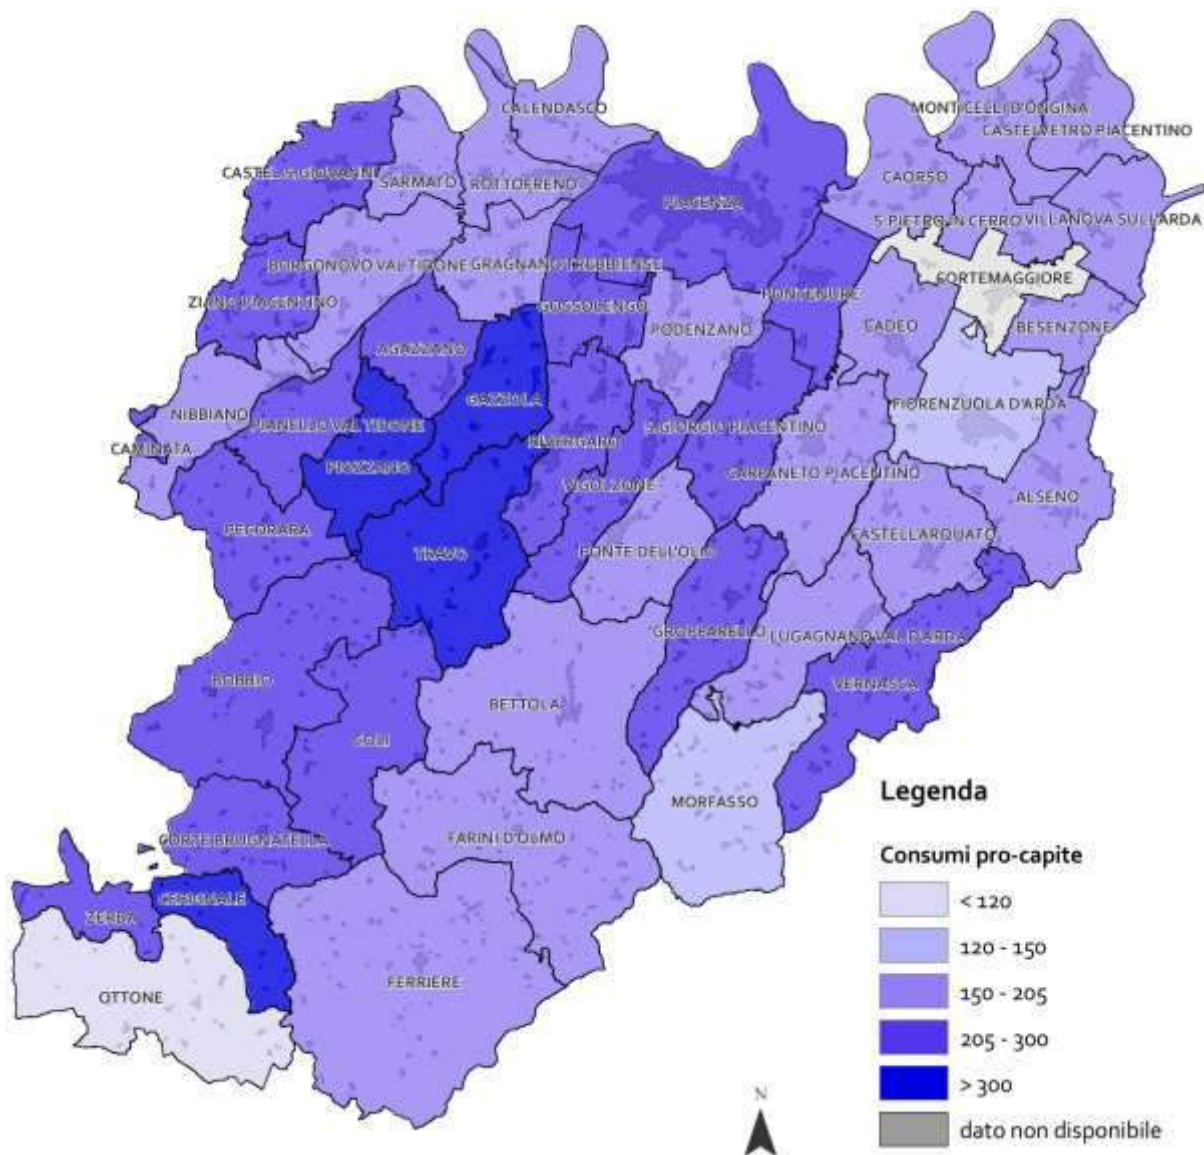 CALENDASCO
MONTICELLI D'ONGINA
CASTELVETRO PIACENTINO
CASTEL S.GIOVANNI
SARMATO
ROTTOFRENO
CAORSO
PIACENZA
S.PIETRO IN CERRO
VILLANOVA SULL'ARDA
BORGONOVO VAL TIDONE
GRAGNANO TREBBIENSE
CORTEMAGGIORE
ZIANO PIACENTINO
GOSSOLENGO
PONTENURE
PODENZANO
CADEO
BESENZONE
AGAZZANO
GAZZOLA
FIORENZUOLA D'ARDA
NIBBIANO
PIANELLO VAL TIDONE
S.GIORGIO PIACENTINO
CAMINATA
RIVERGARO
PIOZZANO
CARPANETO PIACENTINO
VIGOLZONE
ALSENO
PECORARA
CASTELL'ARQUATO
TRAVO
PONTE DELL'OLIO
GROPPARELLO
LUGAGNANO VAL D'ARDA
BOBBIO
VERNASCA
BETTOLA
COLI
MORFASSO
CORTE BRUGNATELLA
FARINI D'OLMO
CERIGNALE
ZERBA
FERRIERE
OTTONE
Legenda
Consumi pro-capite
< 120
120 - 150
150 - 205
205 - 300
> 300
dato non disponibile
N